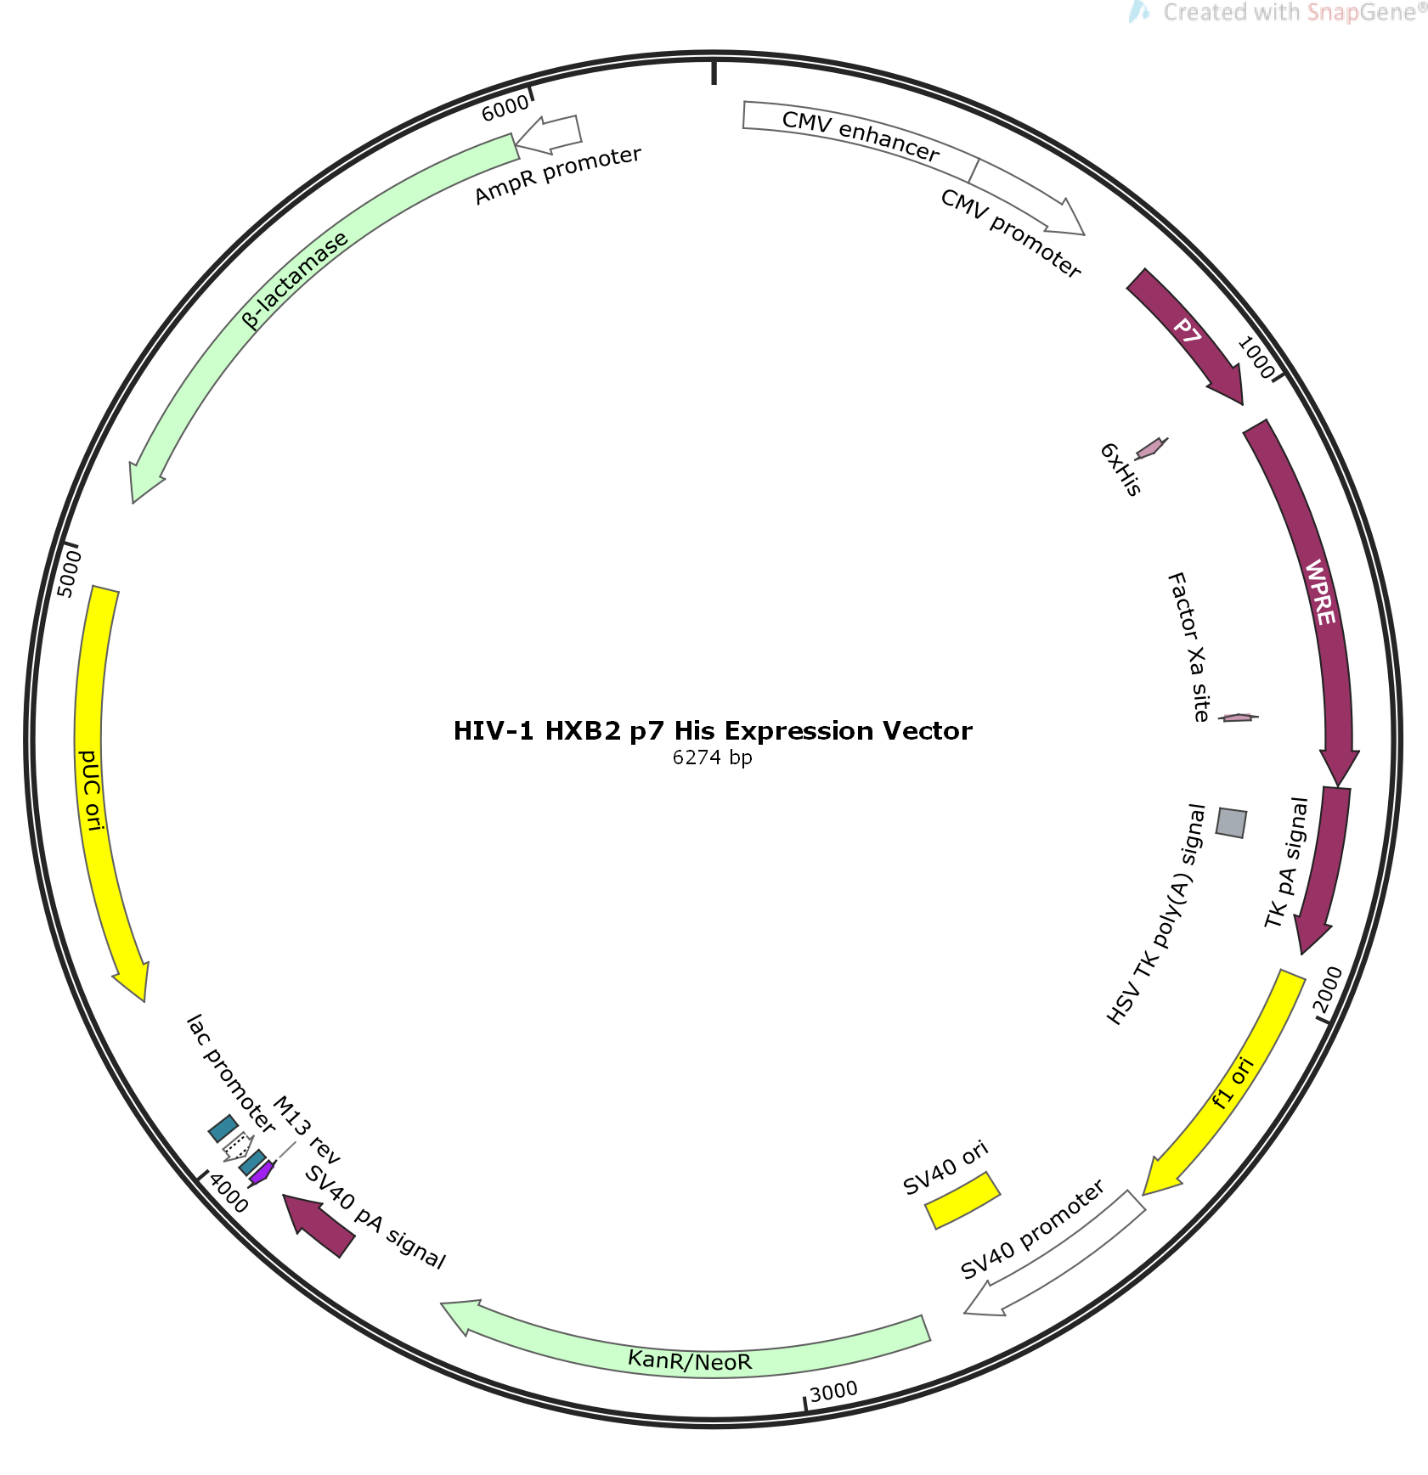 Created with SnapGene®
6000
CMV enhancer
AmpR promoter
CMV promoter
β-lactamase
P7
1000
6xHis
5000
WPRE
Factor Xa site
HIV-1 HXB2 p7 His Expression Vector
6274 bp
pUC ori
TK pA signal
HSV TK poly(A) signal
2000
f1 ori
lac promoter
M13 rev
SV40 ori
4000
SV40 pA signal
SV40 promoter
KanR/NeoR
3000